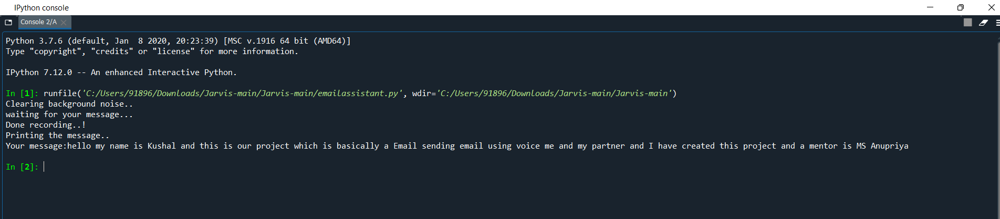 IPython console
Console 2/A
Python 3.7.6 (default, Jan  8 2020, 20:23:39) [MSC v.1916 64 bit (AMD64)]
Type "copyright", "credits" or "license" for more information.
IPython 7.12.0 -- An enhanced Interactive Python.
In [1]: runfile('C:/Users/91896/Downloads/Jarvis-main/Jarvis-main/emailassistant.py', wdir='C:/Users/91896/Downloads/Jarvis-main/Jarvis-main')
Clearing background noise..
waiting for your message...
Done recording..!
Printing the message..
Your message:hello my name is Kushal and this is our project which is basically a Email sending email using voice me and my partner and I have created this project and a mentor is MS Anupriya
In [2]: